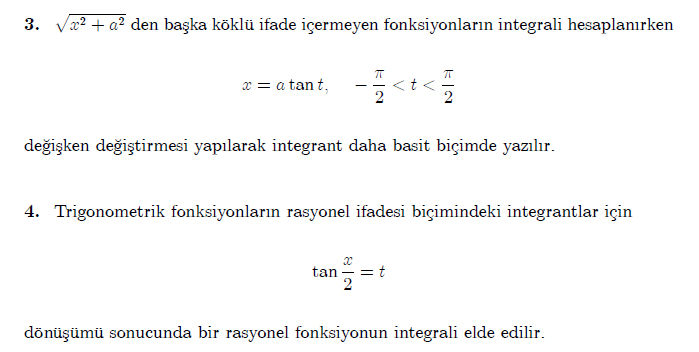 3. √x² + a² den başka köklü ifade içermeyen fonksiyonların integrali hesaplanırken
x = a tan t, −π/2 < t < π/2
değişken değiştirmesi yapılarak integrant daha basit biçimde yazılır.
4. Trigonometrik fonksiyonların rasyonel ifadesi biçimindeki integrantlar için
tan x/2 = t
dönüşümü sonucunda bir rasyonel fonksiyonun integrali elde edilir.